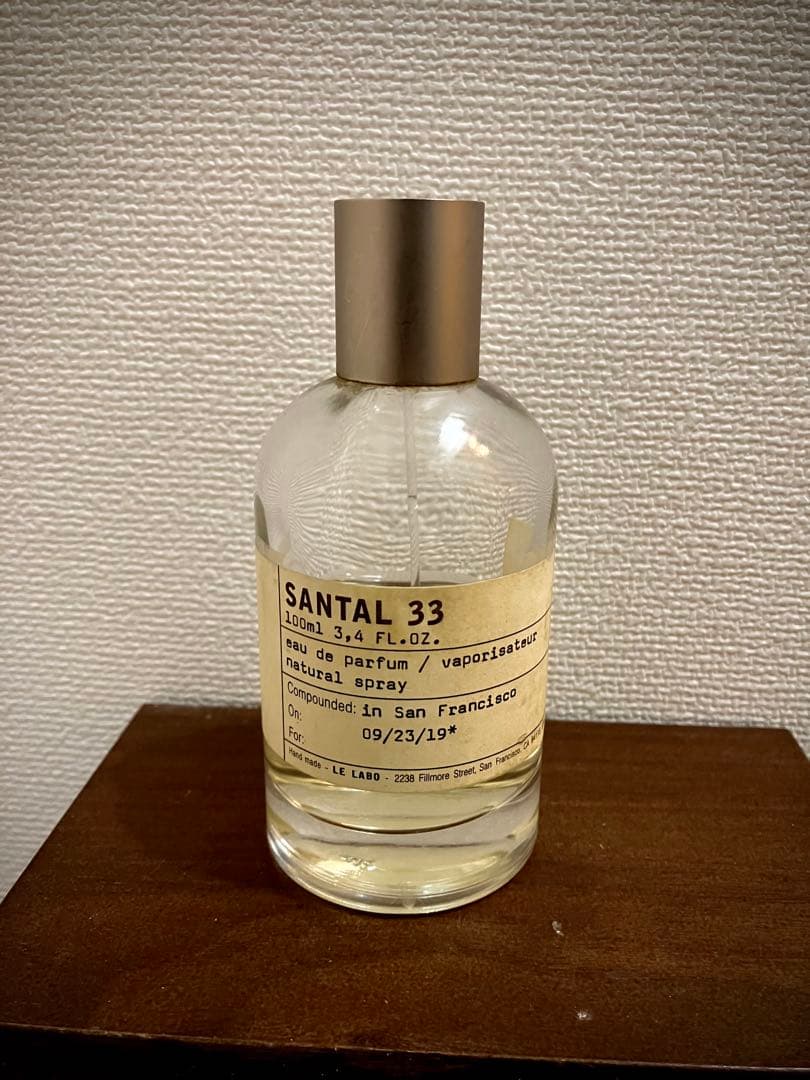 SANTAL 33
100ml 3,4 FL.OZ.
eau de parfum / vaporisateur
natural spray
Compounded: in San Francisco
On: 09/23/19*
For:
Hand made - LE LABO - 2238 Fillmore Street, San Francisco, CA